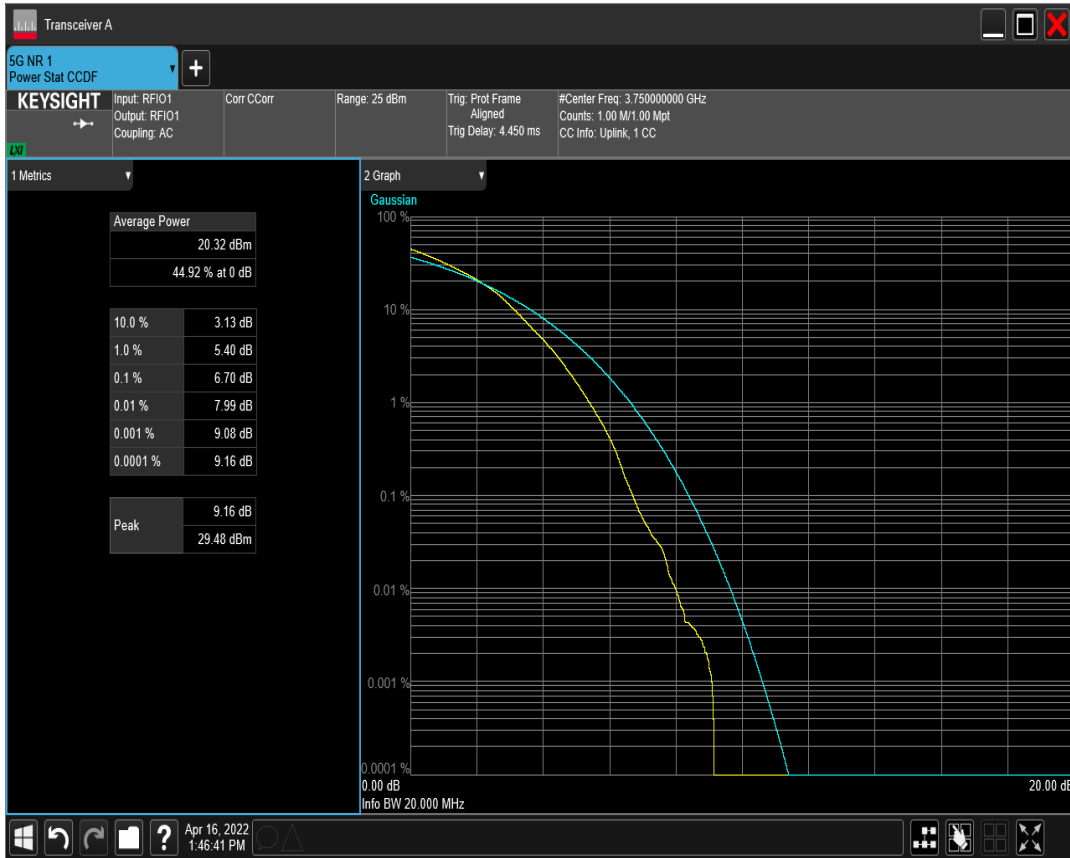 Transceiver A
5G NR 1
Power Stat CCDF
KEYSIGHT
LXI
Input: RFIO1
Output: RFIO1
Coupling: AC
Corr CCorr
Range: 25 dBm
Trig: Prot Frame
Aligned
Trig Delay: 4.450 ms
#Center Freq: 3.750000000 GHz
Counts: 1.00 M/1.00 Mpt
CC Info: Uplink, 1 CC
1 Metrics
Average Power
20.32 dBm
44.92 % at 0 dB
10.0 % 3.13 dB
1.0 % 5.40 dB
0.1 % 6.70 dB
0.01 % 7.99 dB
0.001 % 9.08 dB
0.0001 % 9.16 dB
Peak
9.16 dB
29.48 dBm
2 Graph
Gaussian
100 %
10 %
1 %
0.1 %
0.01 %
0.001 %
0.0001 %
0.00 dB 20.00 dB
Info BW 20.000 MHz
?
Apr 16, 2022
1:46:41 PM